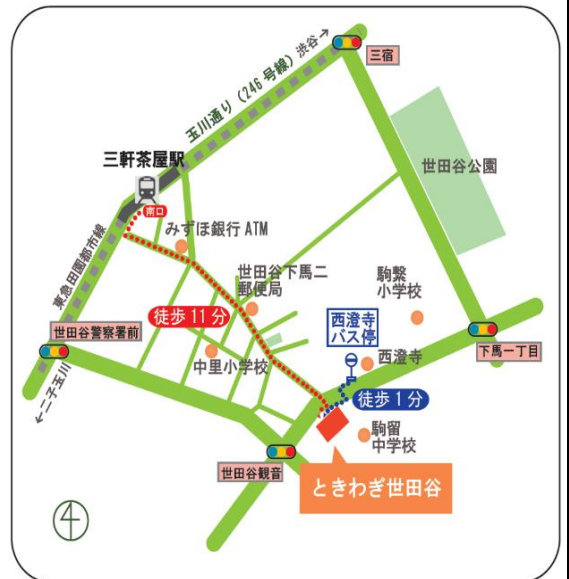 渋谷→
三宿
玉川通り（246号線）
三軒茶屋駅
南口
みずほ銀行 ATM
世田谷公園
東急田園都市線
世田谷下馬二
郵便局
駒繋
小学校
徒歩 11 分
西澄寺
バス停
世田谷警察署前
中里小学校
西澄寺
下馬一丁目
←二子玉川
徒歩 1 分
駒留
中学校
世田谷観音
ときわぎ世田谷